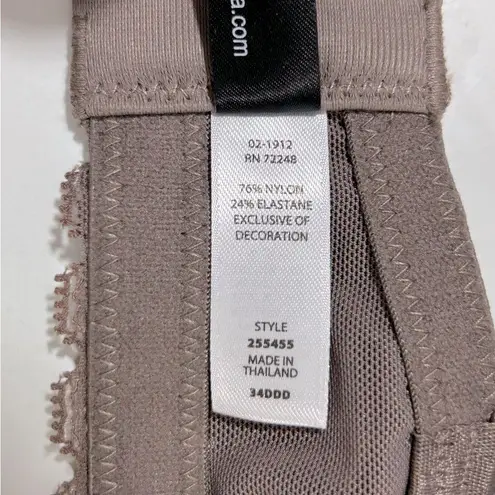 a.com
02-1912
RN 72248
76% NYLON
24% ELASTANE
EXCLUSIVE OF
DECORATION
STYLE
255455
MADE IN
THAILAND
34DDD